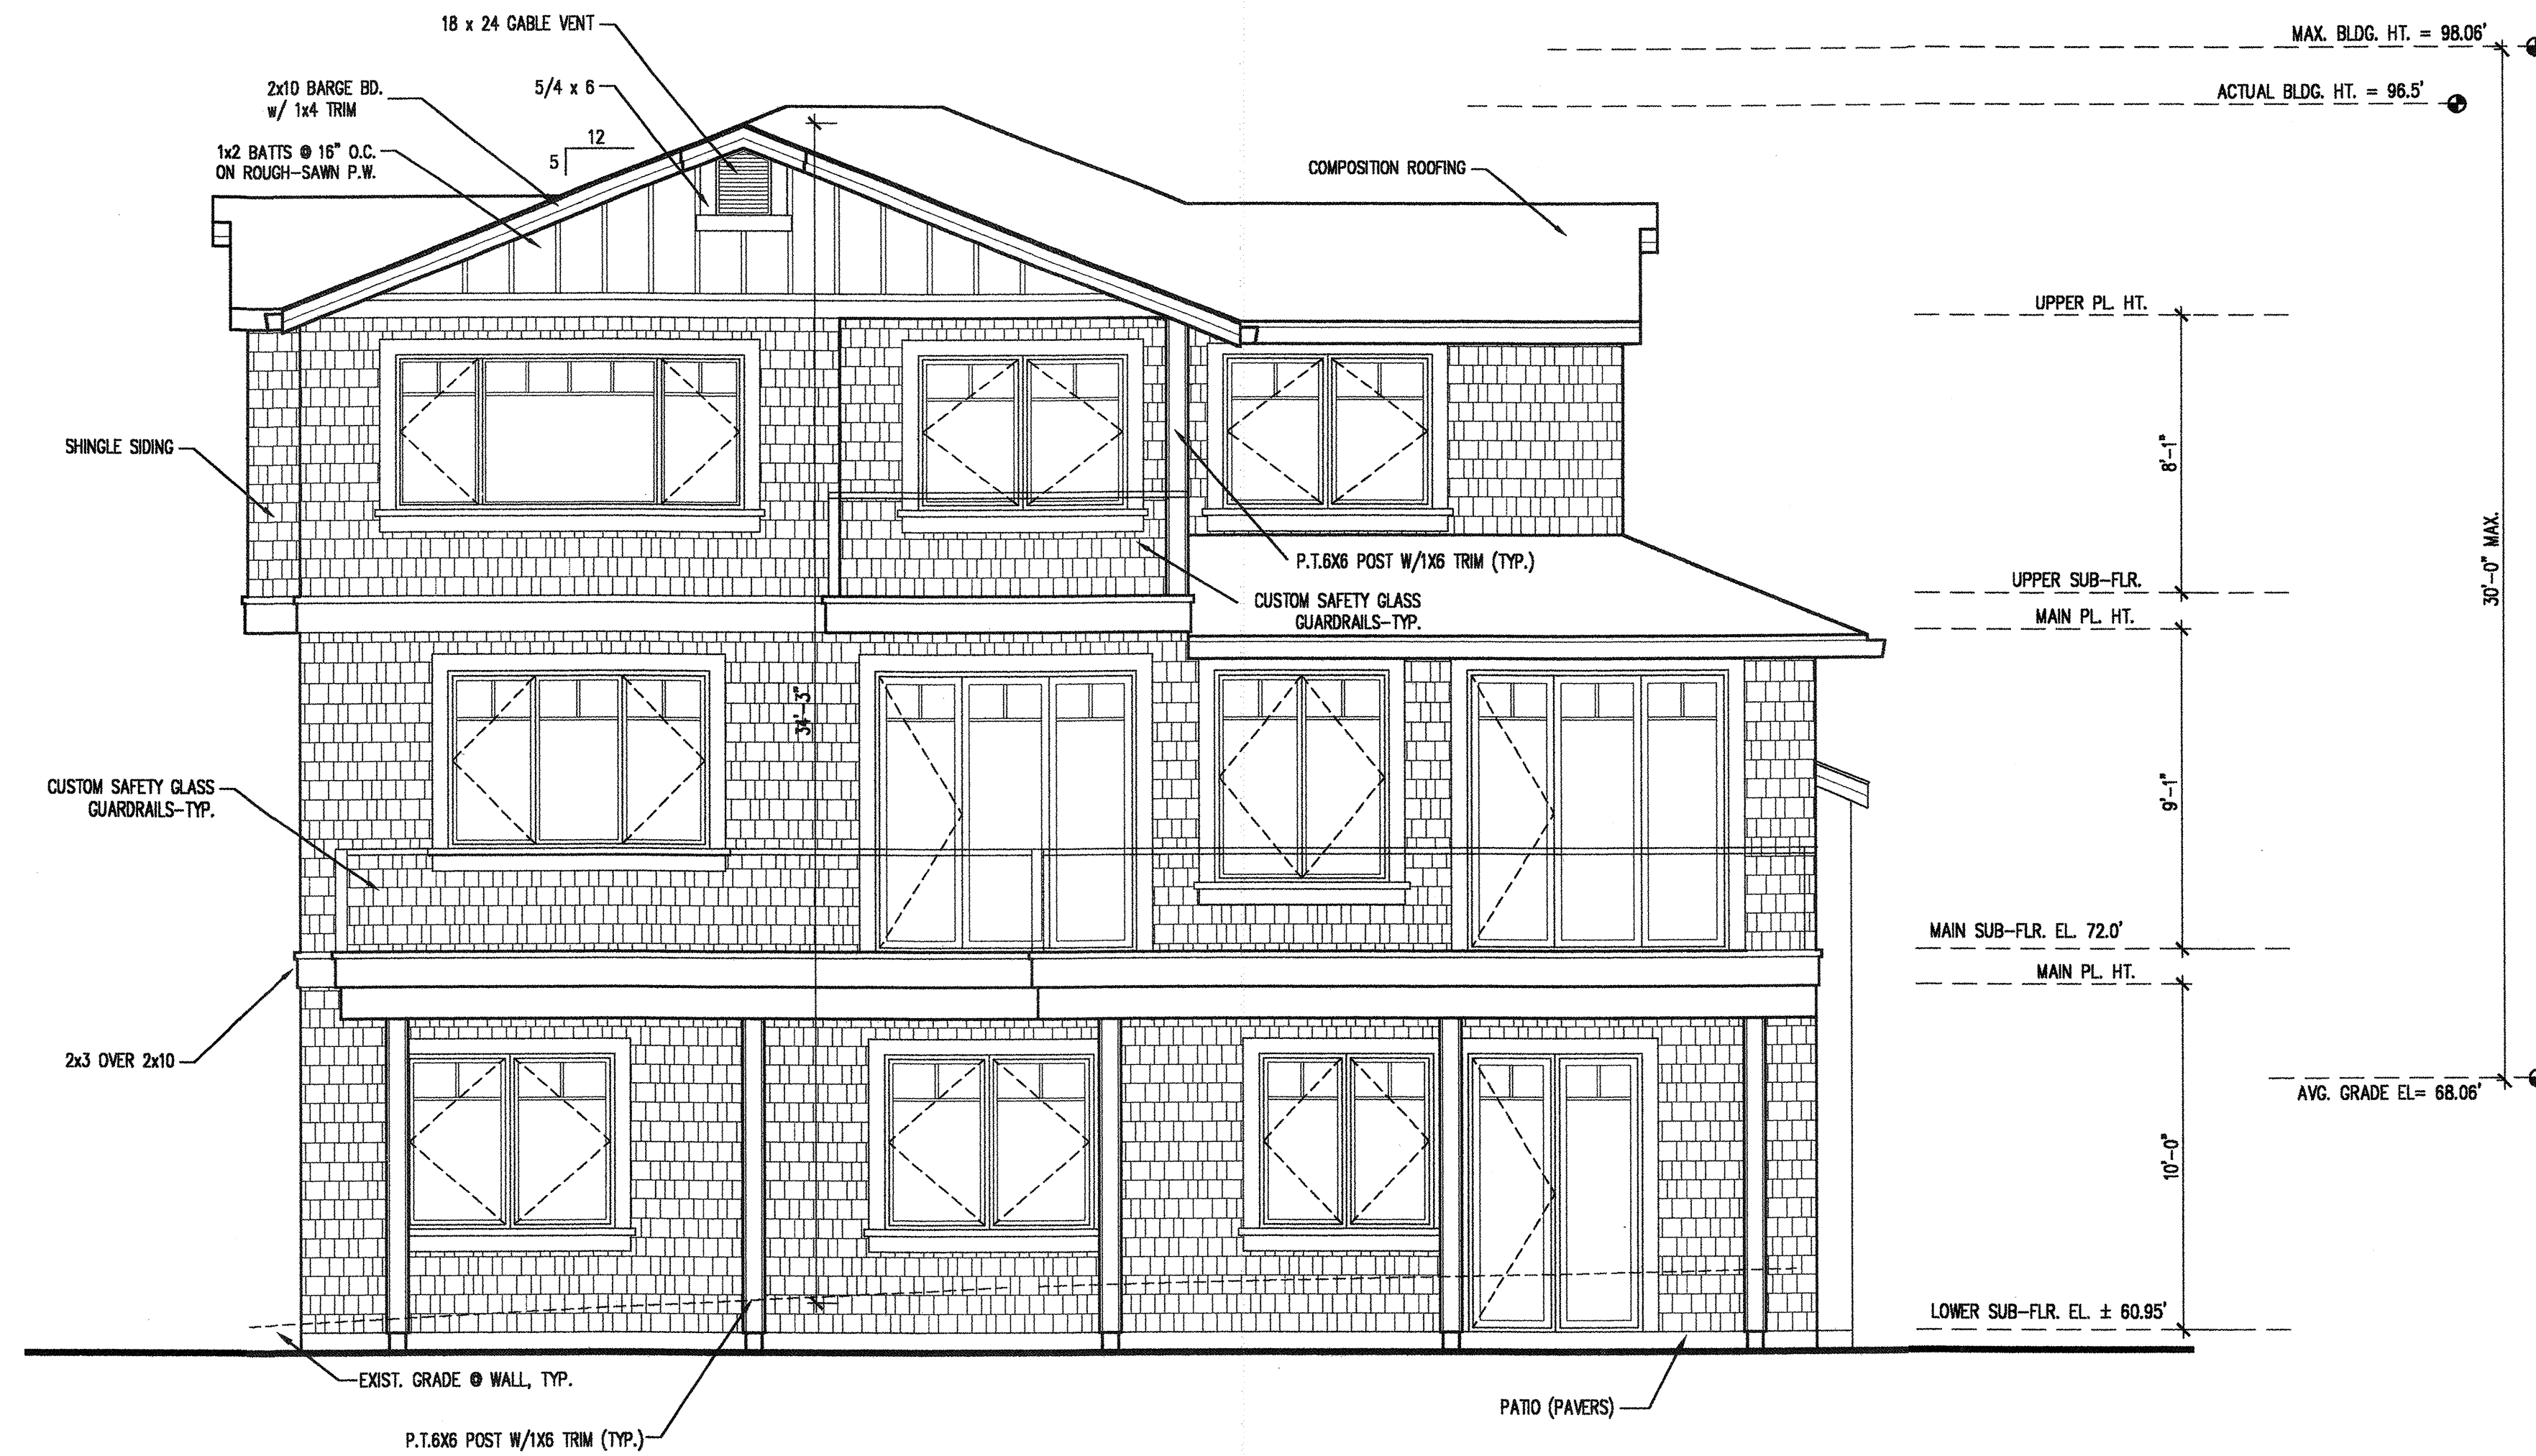 18 x 24 GABLE VENT
MAX. BLDG. HT. = 98.06'
2x10 BARGE BD.
w/ 1x4 TRIM
5/4 x 6
ACTUAL BLDG. HT. = 96.5'
12
5
1x2 BATTS @ 16" O.C.
ON ROUGH-SAWN P.W.
COMPOSITION ROOFING
UPPER PL. HT.
SHINGLE SIDING
8'-1"
P.T.6X6 POST W/1X6 TRIM (TYP.)
30'-0" MAX.
UPPER SUB-FLR.
CUSTOM SAFETY GLASS
GUARDRAILS-TYP.
MAIN PL. HT.
34'-3"
CUSTOM SAFETY GLASS
GUARDRAILS-TYP.
9'-1"
MAIN SUB-FLR. EL. 72.0'
MAIN PL. HT.
2x3 OVER 2x10
AVG. GRADE EL= 68.06'
10'-0"
LOWER SUB-FLR. EL. ± 60.95'
EXIST. GRADE @ WALL, TYP.
PATIO (PAVERS)
P.T.6X6 POST W/1X6 TRIM (TYP.)